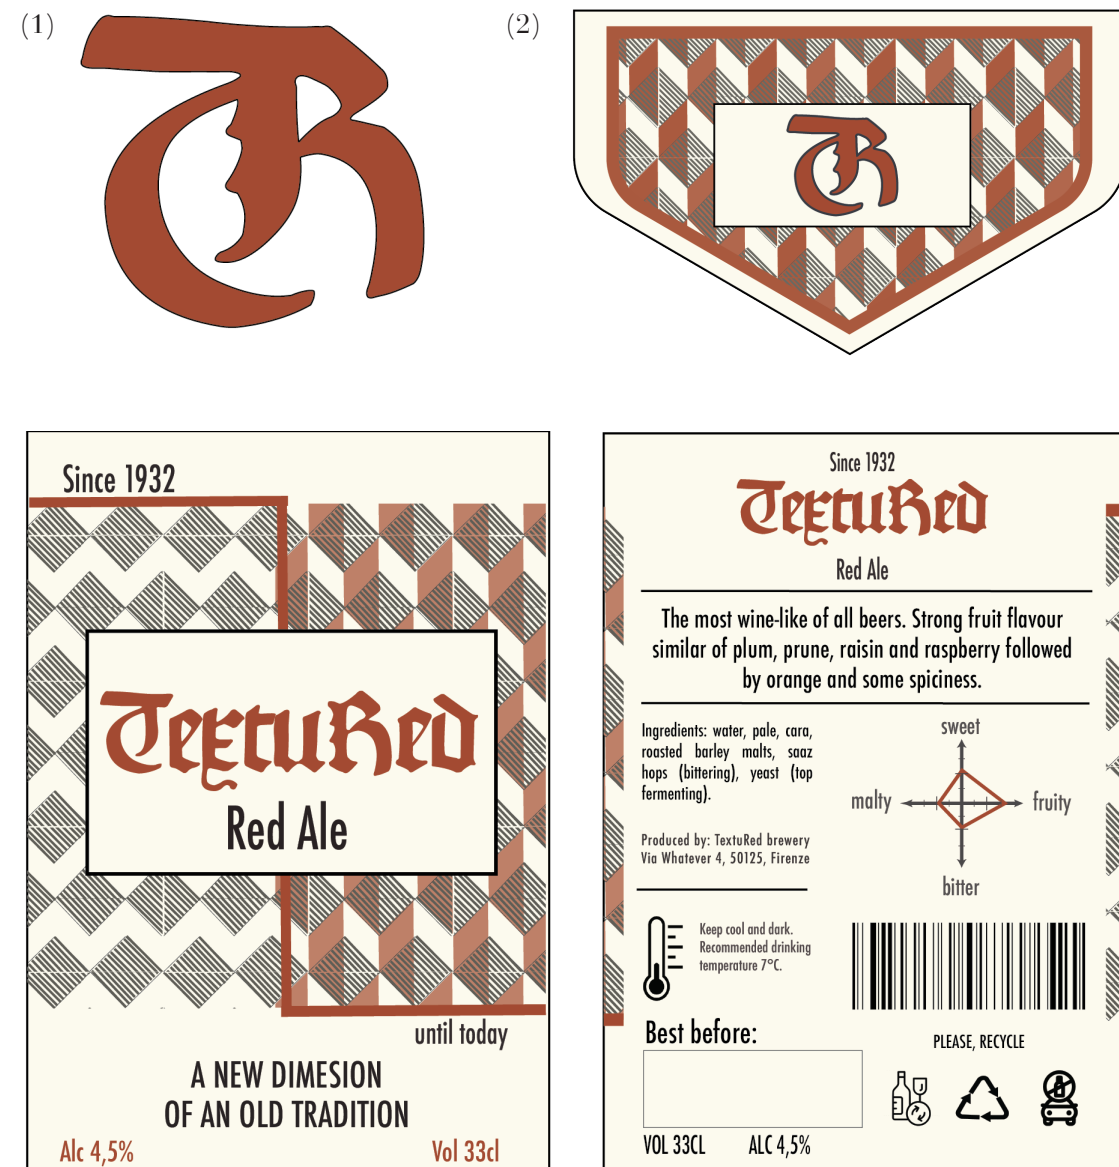 (1)
TR
(2)
TR
Since 1932
TextuRed
Red Ale
until today
A NEW DIMESION
OF AN OLD TRADITION
Alc 4,5%
Vol 33cl
Since 1932
TextuRed
Red Ale
The most wine-like of all beers. Strong fruit flavour
similar of plum, prune, raisin and raspberry followed
by orange and some spiciness.
Ingredients: water, pale, cara,
roasted barley malts, saaz
hops (bittering), yeast (top
fermenting).
Produced by: TextuRed brewery
Via Whatever 4, 50125, Firenze
sweet
malty
fruity
bitter
Keep cool and dark.
Recommended drinking
temperature 7°C.
Best before:
PLEASE, RECYCLE
VOL 33CL
ALC 4,5%